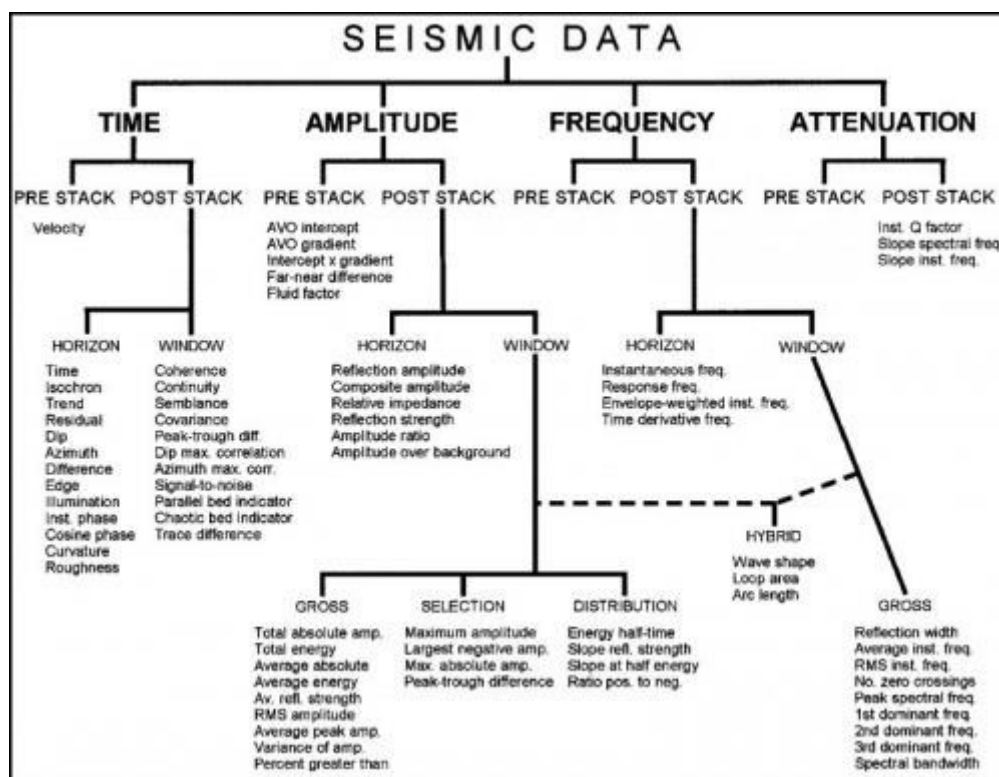 SEISMIC DATA
TIME
AMPLITUDE
FREQUENCY
ATTENUATION
PRE STACK
POST STACK
PRE STACK
POST STACK
PRE STACK
POST STACK
PRE STACK
POST STACK
Velocity
AVO intercept
AVO gradient
Intercept x gradient
Far-near difference
Fluid factor
Inst. Q factor
Slope spectral freq.
Slope inst. freq.
HORIZON
Time
Isochron
Trend
Residual
Dip
Azimuth
Difference
Edge
Illumination
Inst. phase
Cosine phase
Curvature
Roughness
WINDOW
Coherence
Continuity
Semblance
Covariance
Peak-trough diff.
Dip max. correlation
Azimuth max. corr.
Signal-to-noise
Parallel bed indicator
Chaotic bed indicator
Trace difference
HORIZON
Reflection amplitude
Composite amplitude
Relative impedance
Reflection strength
Amplitude ratio
Amplitude over background
WINDOW
HORIZON
Instantaneous freq.
Response freq.
Envelope-weighted inst. freq.
Time derivative freq.
WINDOW
HYBRID
Wave shape
Loop area
Arc length
GROSS
Total absolute amp.
Total energy
Average absolute
Average energy
Av. refl. strength
RMS amplitude
Average peak amp.
Variance of amp.
Percent greater than
SELECTION
Maximum amplitude
Largest negative amp.
Max. absolute amp.
Peak-trough difference
DISTRIBUTION
Energy half-time
Slope refl. strength
Slope at half energy
Ratio pos. to neg.
GROSS
Reflection width
Average inst. freq.
RMS inst. freq.
No. zero crossings
Peak spectral freq.
1st dominant freq.
2nd dominant freq.
3rd dominant freq.
Spectral bandwidth